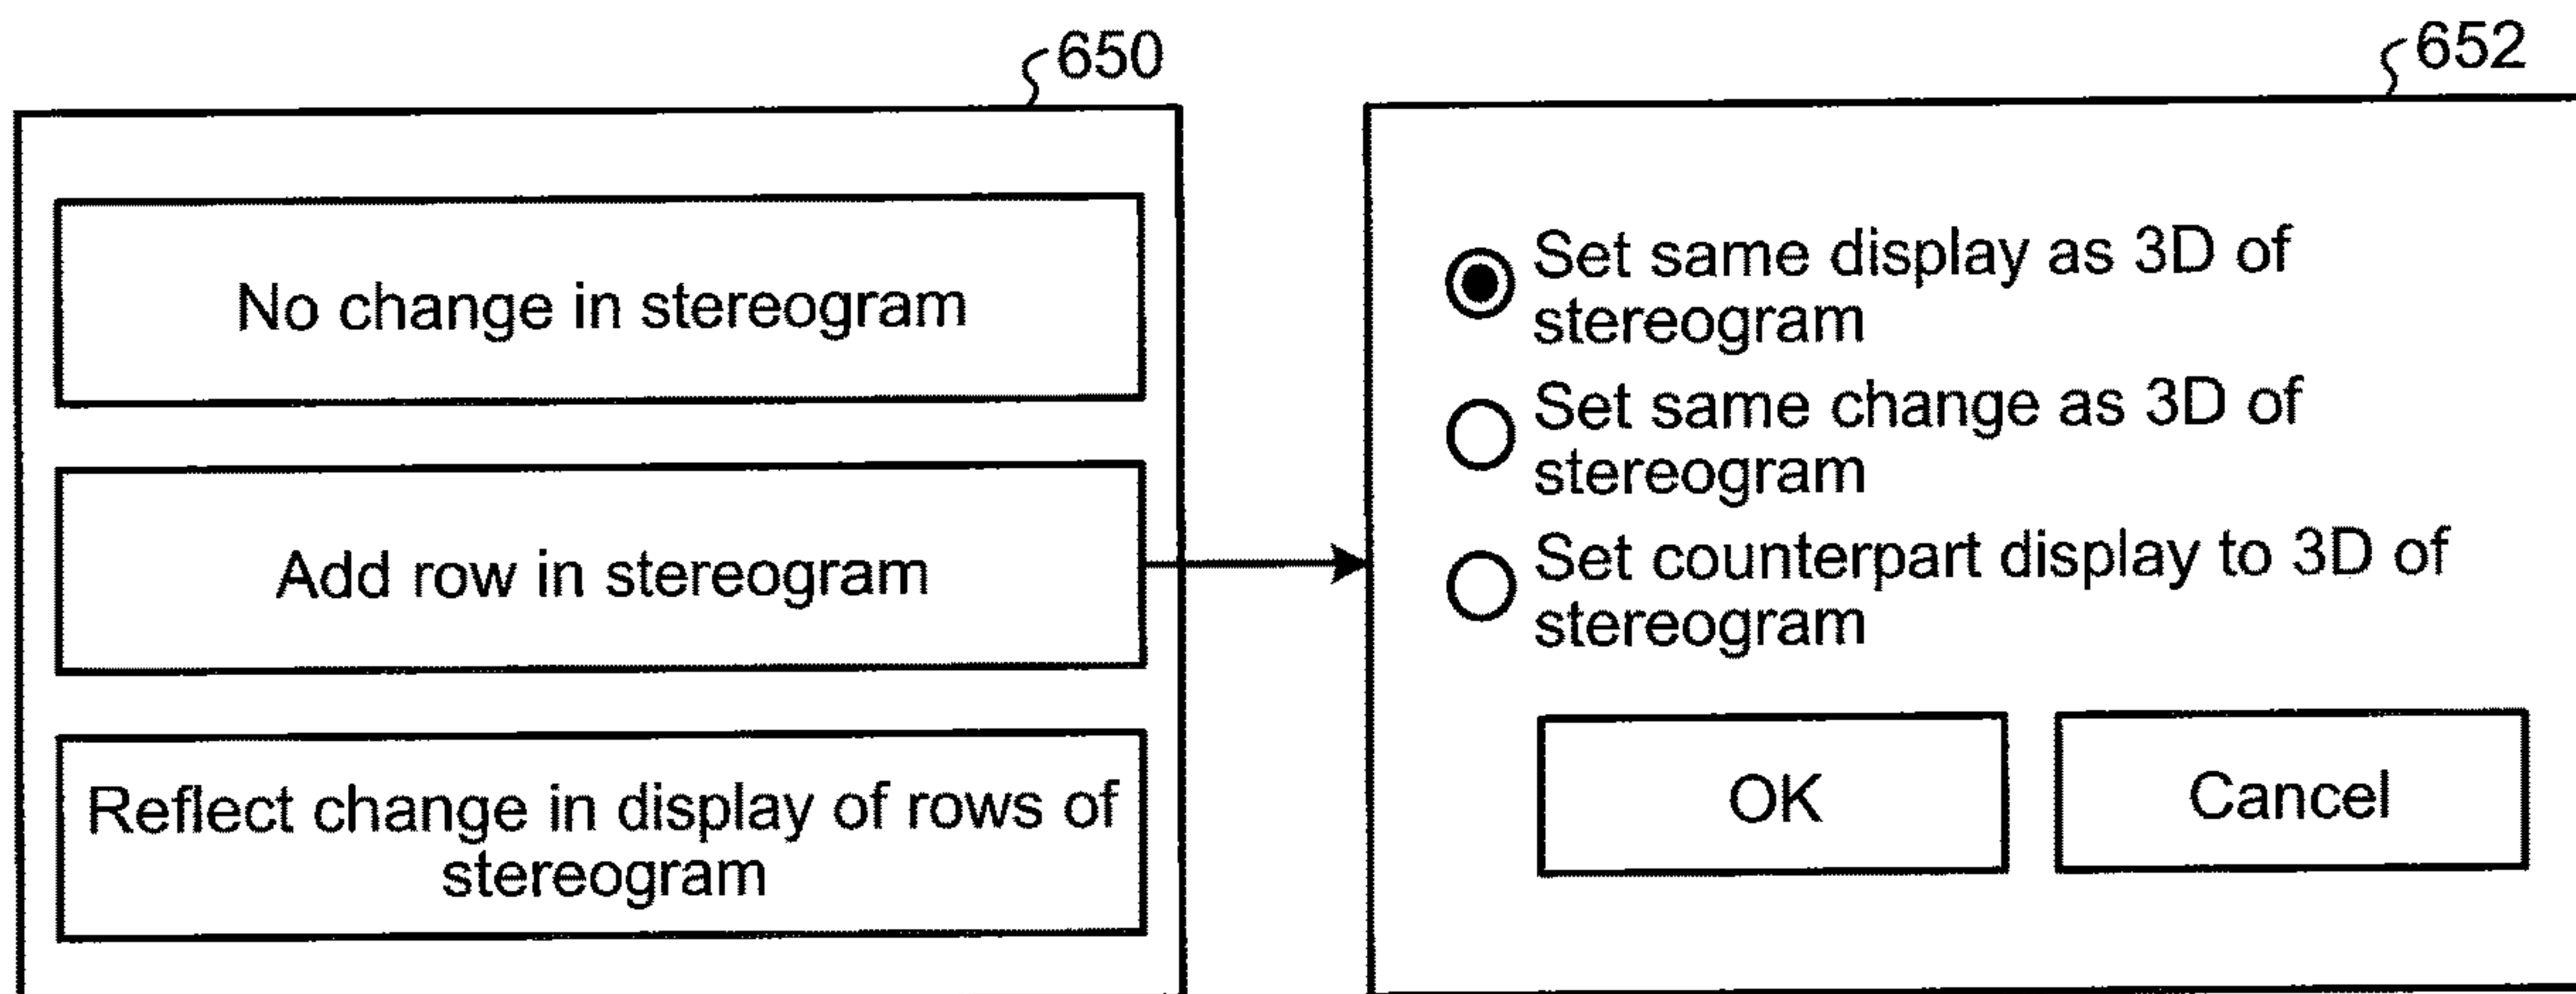 650
No change in stereogram
Add row in stereogram
Reflect change in display of rows of
stereogram
652
Set same display as 3D of
stereogram
Set same change as 3D of
stereogram
Set counterpart display to 3D of
stereogram
OK
Cancel